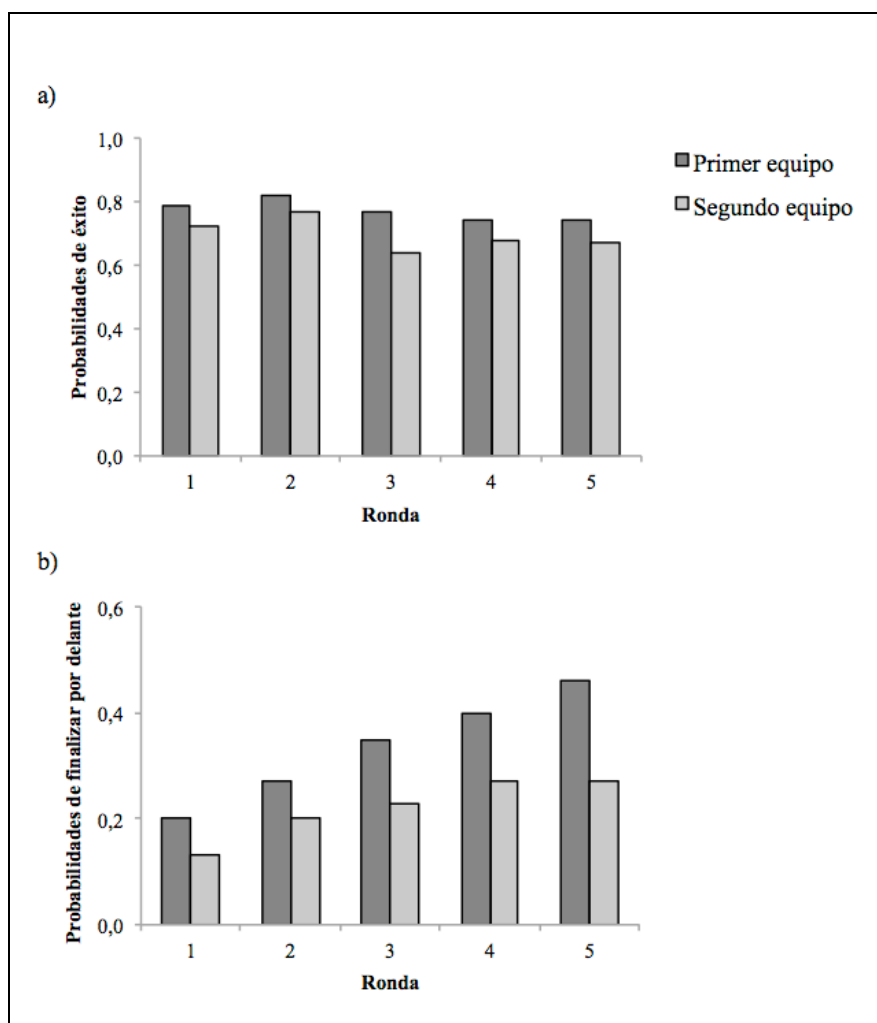 a)
Probabilidades de éxito
1,0
0,8
0,6
0,4
0,2
0,0
1 2 3 4 5
Ronda
Primer equipo
Segundo equipo
b)
Probabilidades de finalizar por delante
0,6
0,4
0,2
0,0
1 2 3 4 5
Ronda